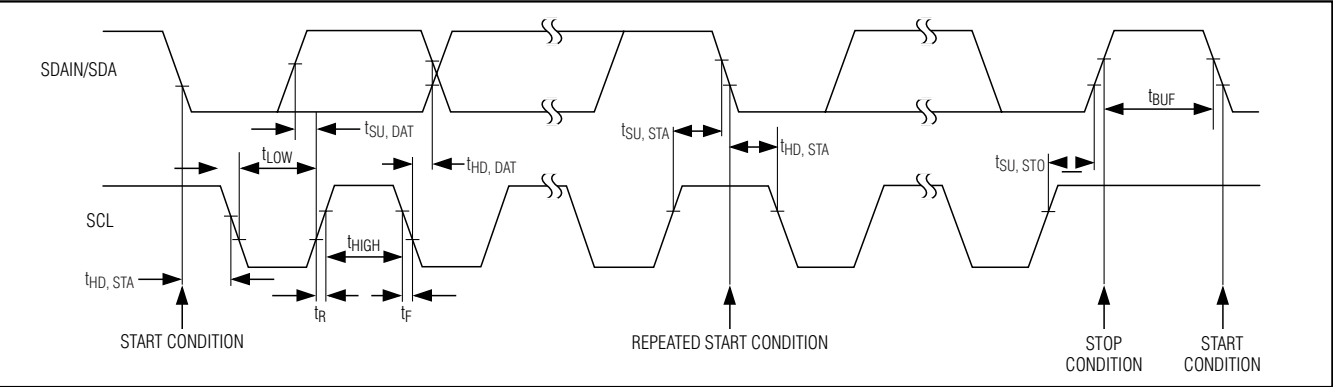 SDAIN/SDA
tSU, DAT
tLOW
tHD, DAT
tSU, STA
tHD, STA
tBUF
tSU, STO
SCL
tHIGH
tHD, STA
tR
tF
START CONDITION
REPEATED START CONDITION
STOP
CONDITION
START
CONDITION